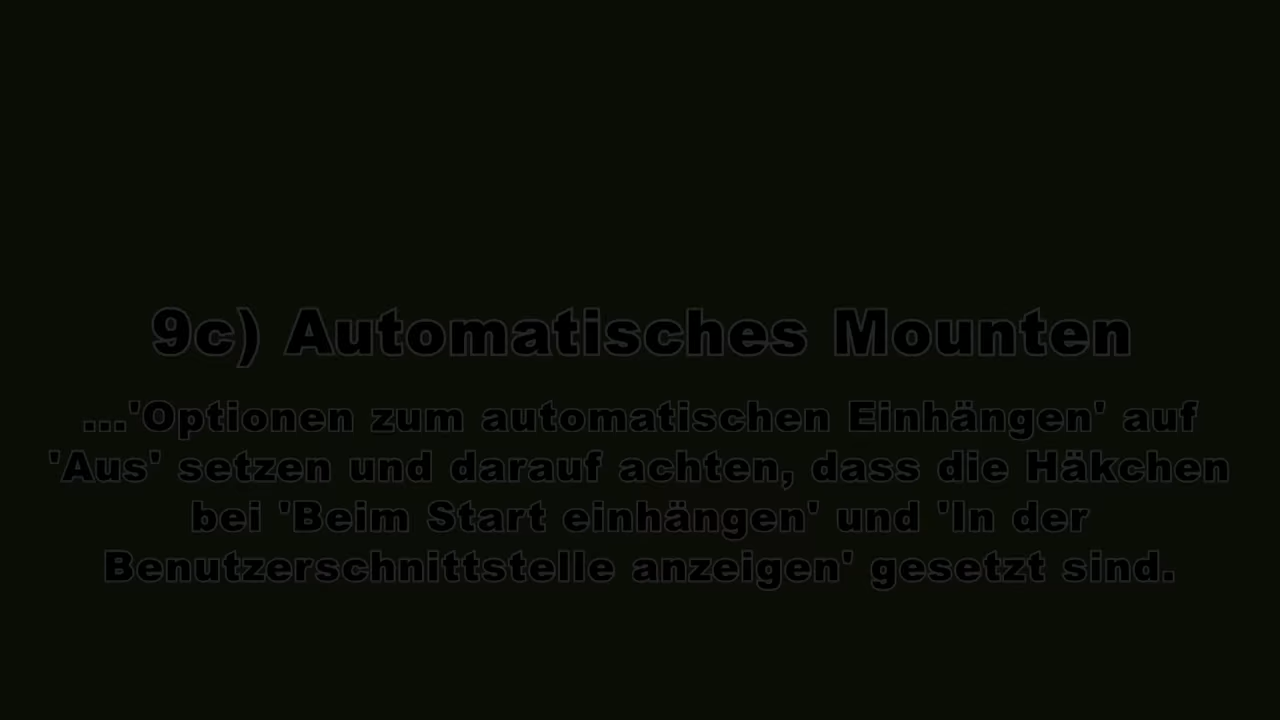 9c) Automatisches Mounten
...'Optionen zum automatischen Einhängen' auf
'Aus' setzen und darauf achten, dass die Häkchen
bei 'Beim Start einhängen' und 'In der
Benutzerschnittstelle anzeigen' gesetzt sind.